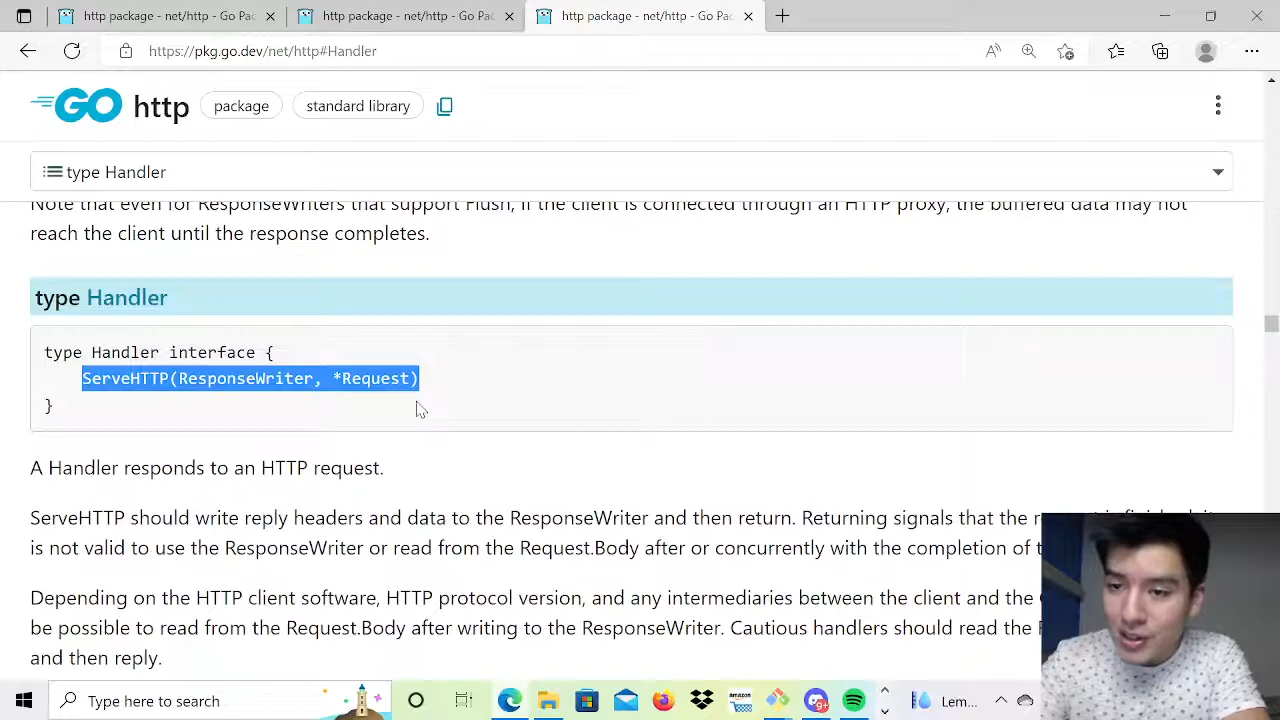 http package - net/http - Go Pac
http package - net/http - Go Pac
http package - net/http - Go Pac
https://pkg.go.dev/net/http#Handler
GO http package standard library
type Handler
Note that even for ResponseWriters that support Flush, if the client is connected through an HTTP proxy, the buffered data may not
reach the client until the response completes.
type Handler
type Handler interface {
ServeHTTP(ResponseWriter, *Request)
}
A Handler responds to an HTTP request.
ServeHTTP should write reply headers and data to the ResponseWriter and then return. Returning signals that the
is not valid to use the ResponseWriter or read from the Request.Body after or concurrently with the completion of
Depending on the HTTP client software, HTTP protocol version, and any intermediaries between the client and the
be possible to read from the Request.Body after writing to the ResponseWriter. Cautious handlers should read the
and then reply.
Type here to search
amazon
9+
Lem...